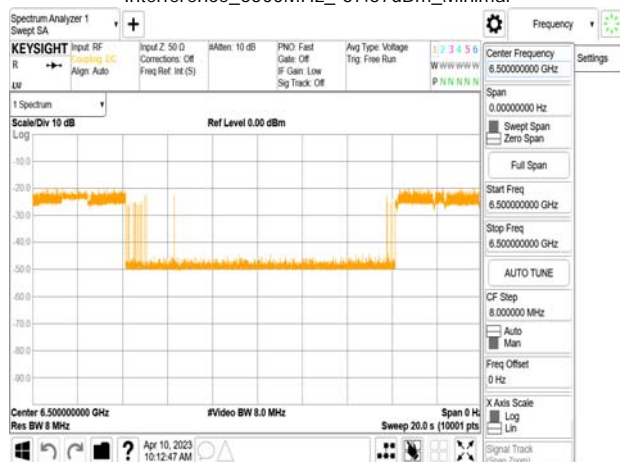 Spectrum Analyzer 1
Swept SA
Frequency
Settings
KEYSIGHT
R
Input: RF
Coupling: DC
Align: Auto
Input Z: 50 Ω
Corrections: Off
Freq Ref: Int (S)
#Atten: 10 dB
PNO: Fast
Gate: Off
IF Gain: Low
Sig Track: Off
Avg Type: Voltage
Trig: Free Run
1 2 3 4 5 6
W W W W W W
P N N N N N
1 Spectrum
Scale/Div 10 dB
Ref Level 0.00 dBm
Log
-10.0
-20.0
-30.0
-40.0
-50.0
-60.0
-70.0
-80.0
-90.0
Center 6.500000000 GHz
Res BW 8 MHz
#Video BW 8.0 MHz
Span 0 Hz
Sweep 20.0 s (10001 pts
Apr 10, 2023
10:12:47 AM
Center Frequency
6.500000000 GHz
Span
0.00000000 Hz
Swept Span
Zero Span
Full Span
Start Freq
6.500000000 GHz
Stop Freq
6.500000000 GHz
AUTO TUNE
CF Step
8.000000 MHz
Auto
Man
Freq Offset
0 Hz
X Axis Scale
Log
Lin
Signal Track
(Span Zoom)